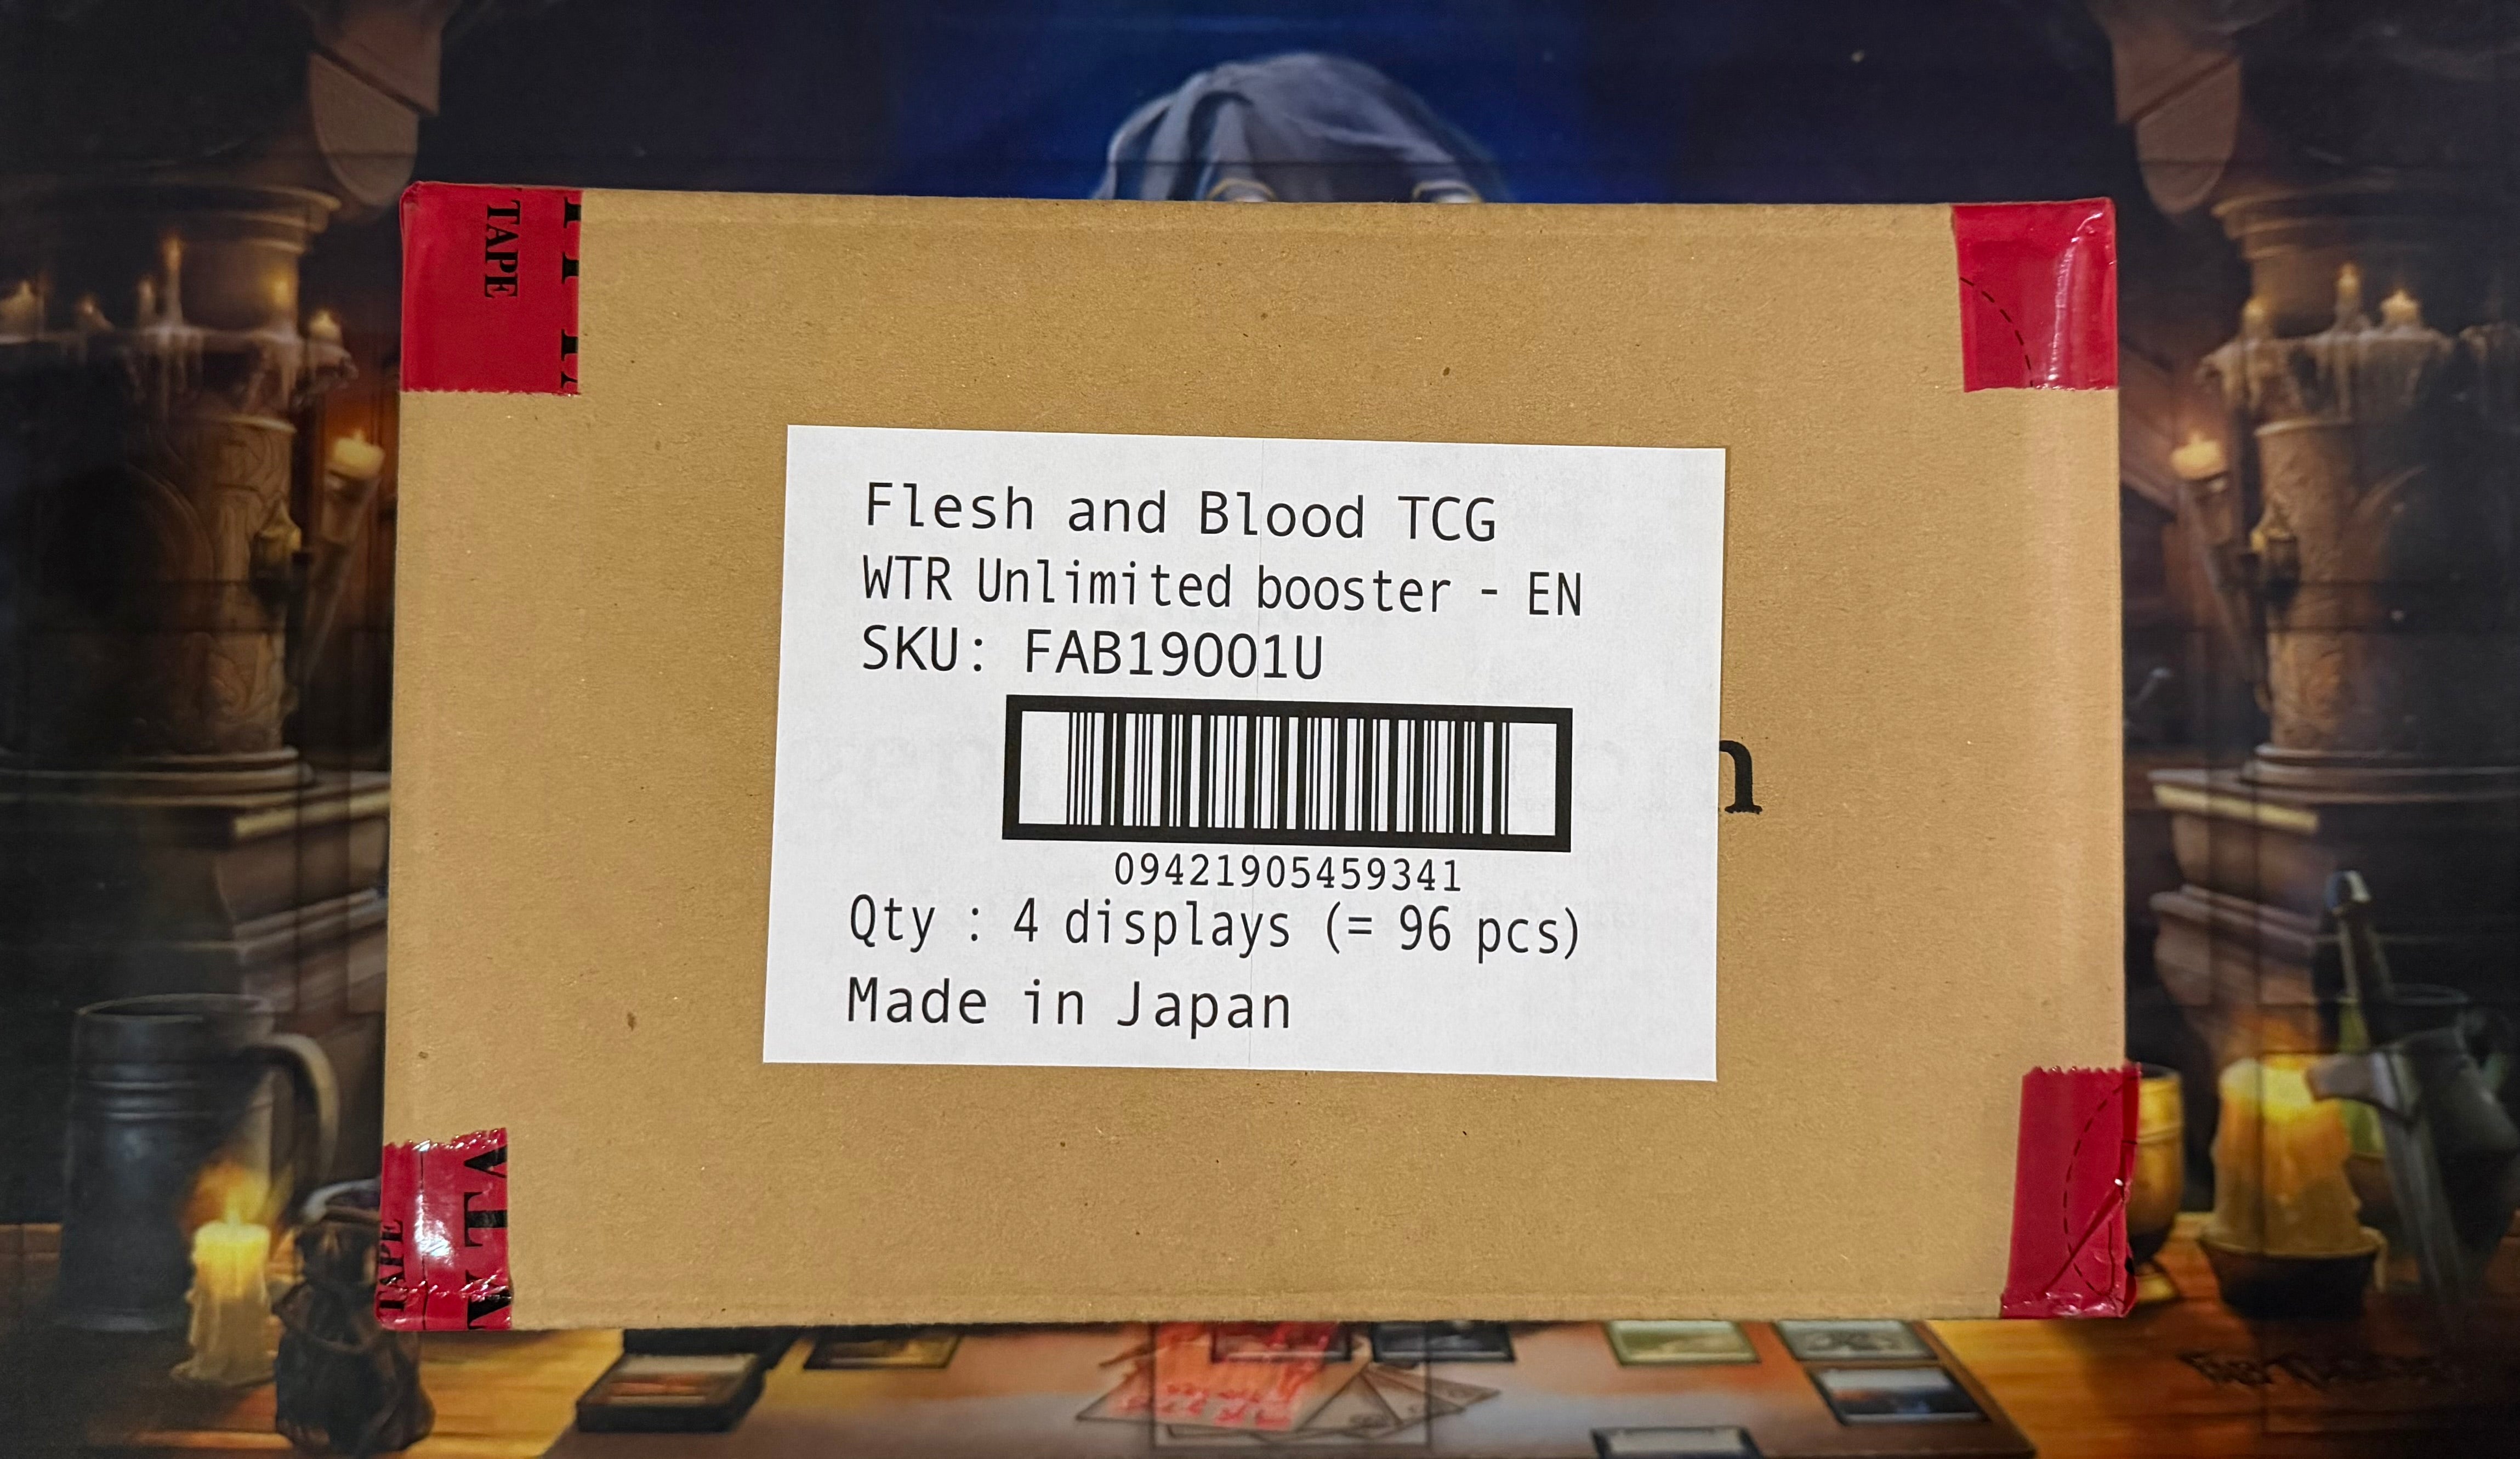 TAPE
Flesh and Blood TCG
WTR Unlimited booster - EN
SKU: FAB19001U
n
09421905459341
Qty : 4 displays (= 96 pcs)
Made in Japan
TAPE